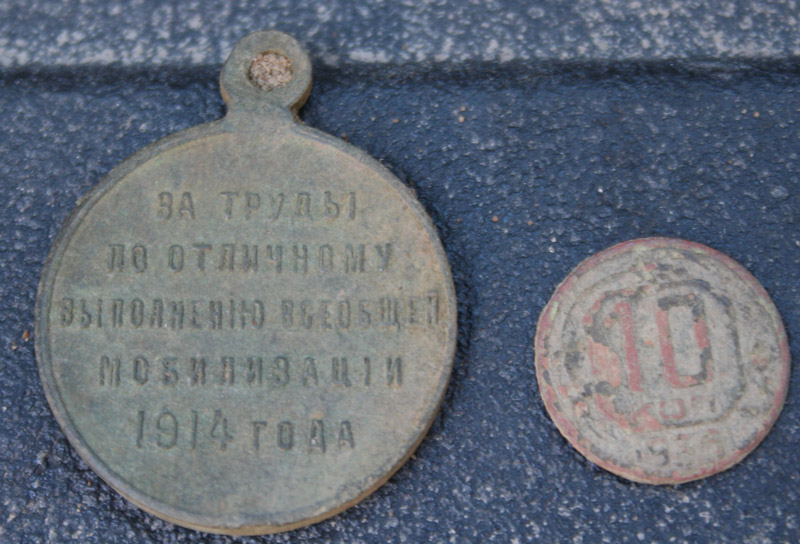 ЗА ТРУДЫ
ПО ОТЛИЧНОМУ
ВЫПОЛНЕНІЮ ВСЕОБЩЕЙ
МОБИЛИЗАЦІИ
1914 ГОДА
10